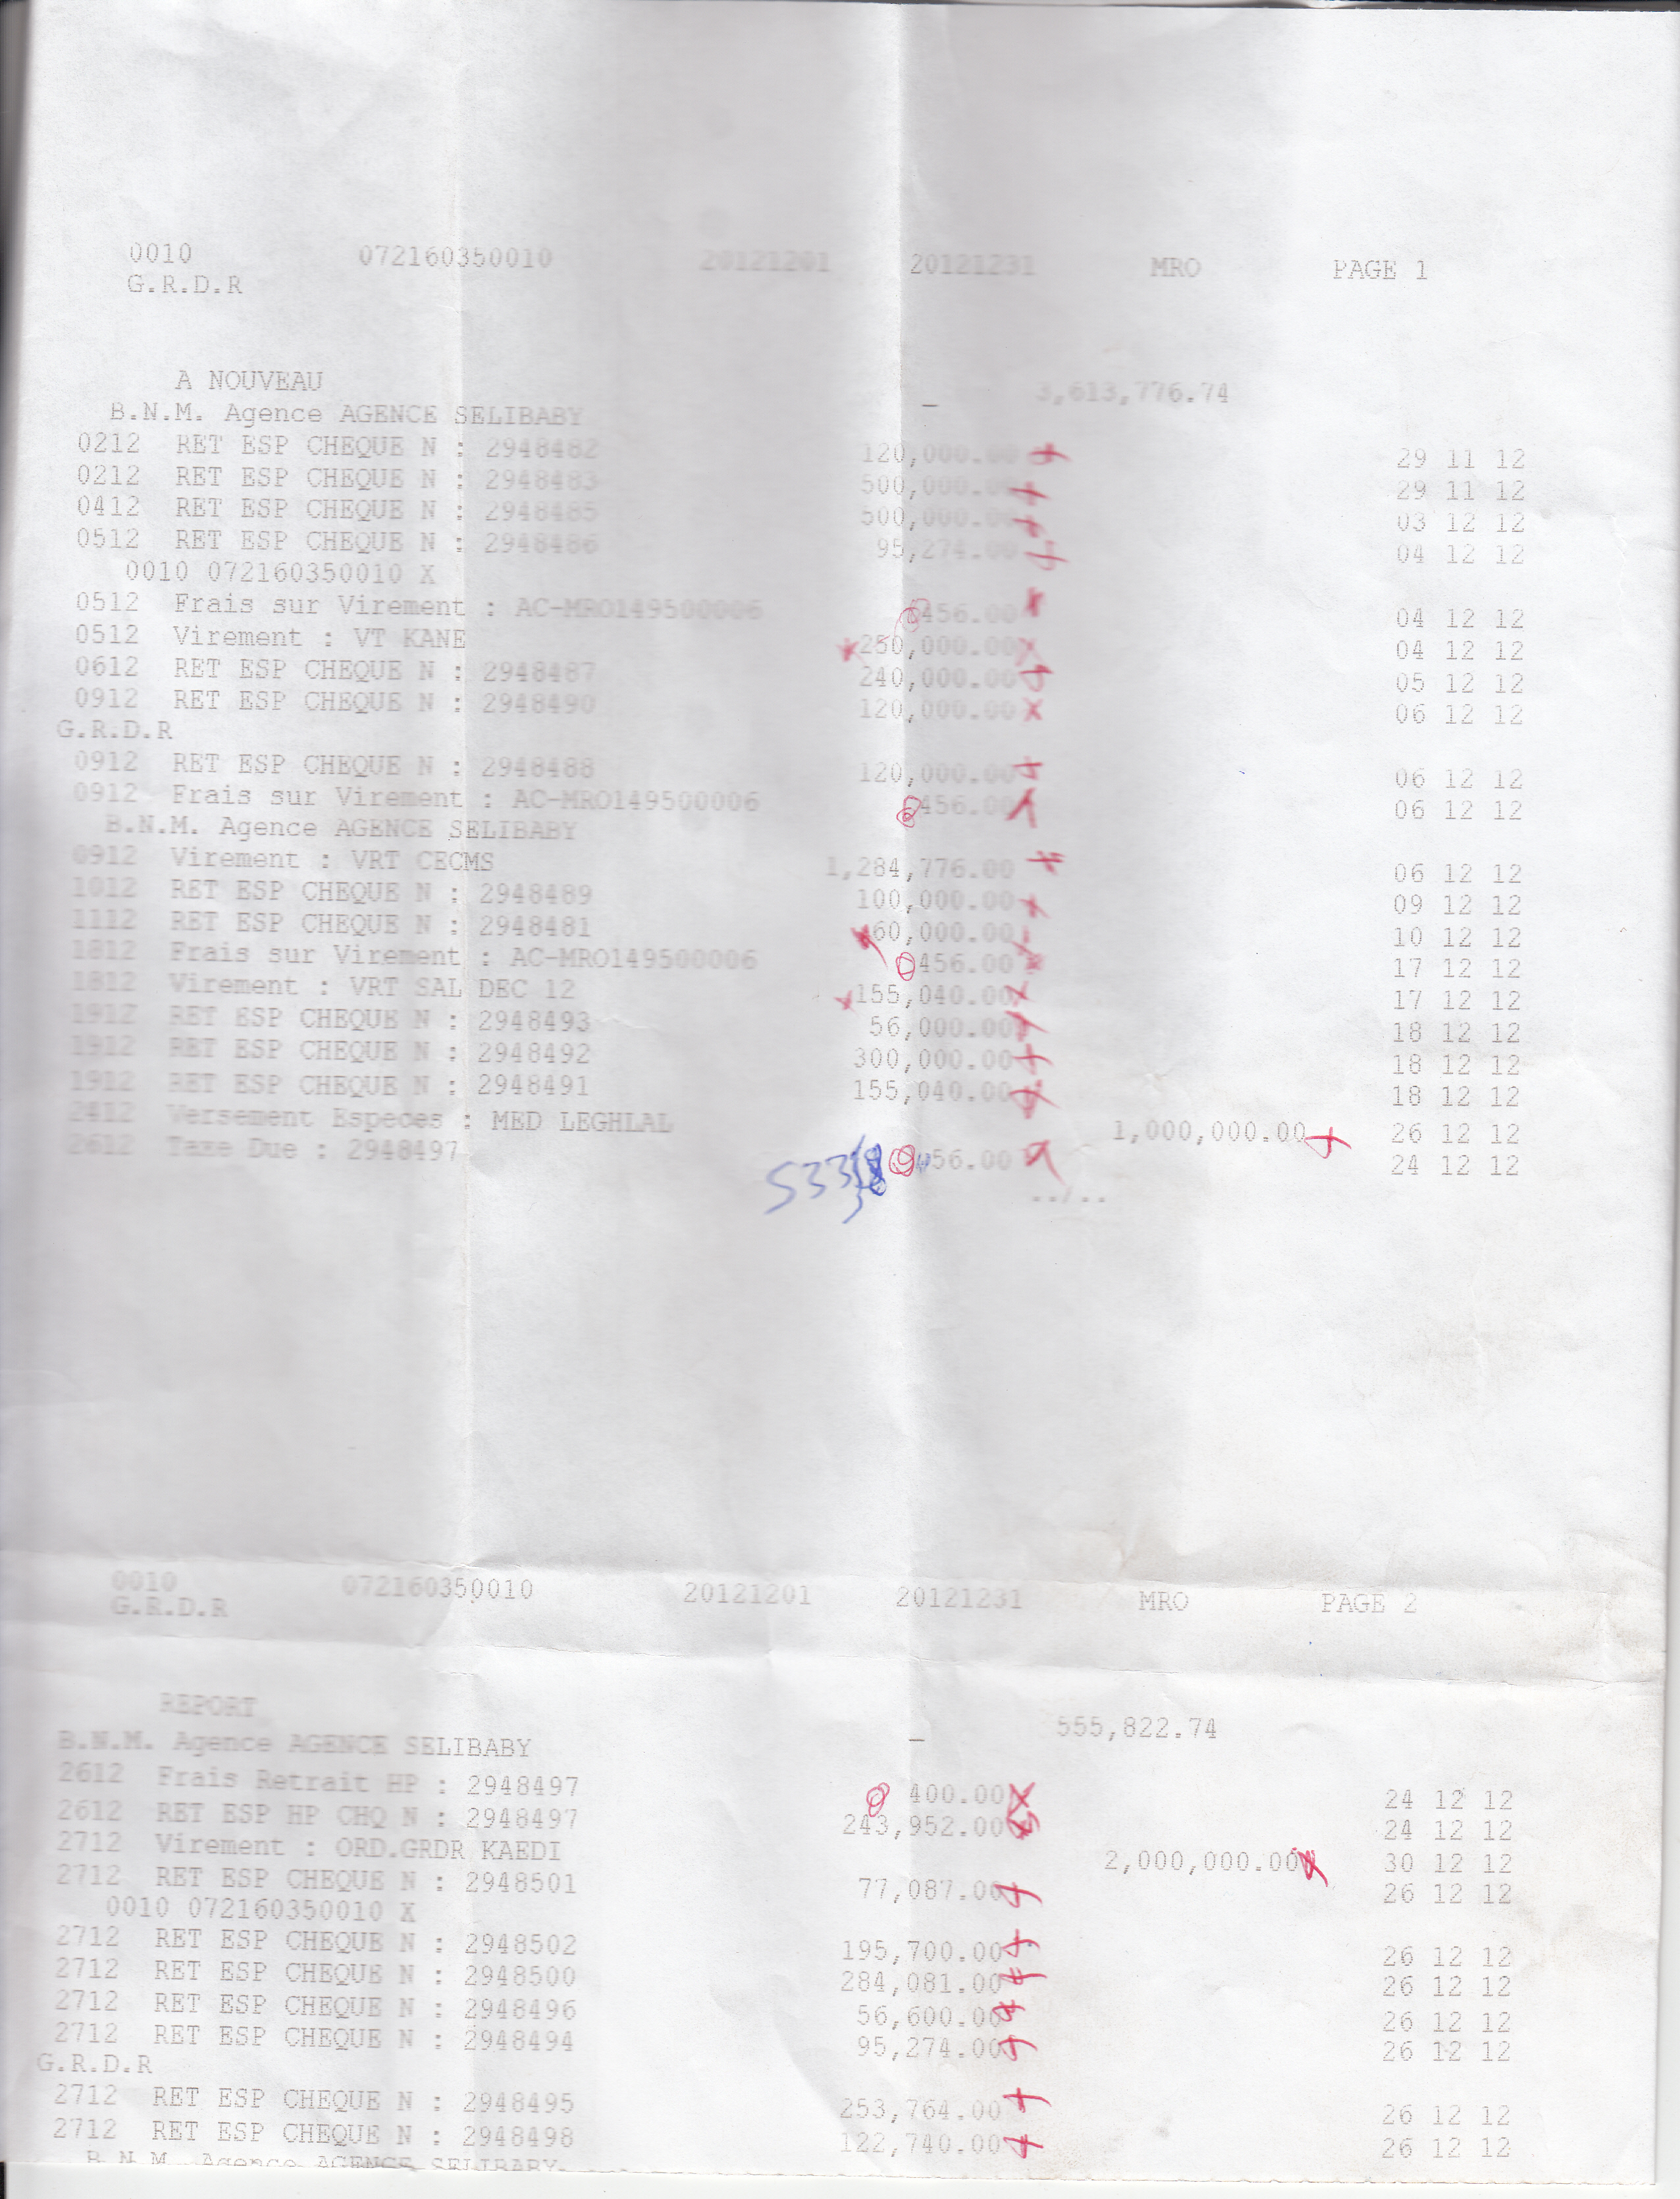 0010 072160350010 20121201 20121231 MRO PAGE 1
G.R.D.R
A NOUVEAU 3,613,776.74
B.N.M. Agence AGENCE SELIBABY _
0212 RET ESP CHEQUE N : 2948482 120,000.00 29 11 12
0212 RET ESP CHEQUE N : 2948483 500,000.00 29 11 12
0412 RET ESP CHEQUE N : 2948485 500,000.00 03 12 12
0512 RET ESP CHEQUE N : 2948486 95,274.00 04 12 12
0010 072160350010 X
0512 Frais sur Virement : AC-MRO149500006 456.00 04 12 12
0512 Virement : VT KANE 250,000.00 04 12 12
0612 RET ESP CHEQUE N : 2948487 240,000.00 05 12 12
0912 RET ESP CHEQUE N : 2948490 120,000.00 06 12 12
G.R.D.R
0912 RET ESP CHEQUE N : 2948488 120,000.00 06 12 12
0912 Frais sur Virement : AC-MRO149500006 456.00 06 12 12
B.N.M. Agence AGENCE SELIBABY
0912 Virement : VRT CECMS 1,284,776.00 06 12 12
1012 RET ESP CHEQUE N : 2948489 100,000.00 09 12 12
1112 RET ESP CHEQUE N : 2948481 60,000.00 10 12 12
1812 Frais sur Virement : AC-MRO149500006 456.00 17 12 12
1812 Virement : VRT SAL DEC 12 155,040.00 17 12 12
1912 RET ESP CHEQUE N : 2948493 56,000.00 18 12 12
1912 RET ESP CHEQUE N : 2948492 300,000.00 18 12 12
1912 RET ESP CHEQUE N : 2948491 155,040.00 18 12 12
2412 Versement Especes : MED LEGHLAL 1,000,000.00 26 12 12
2612 Taxe Due : 2948497 56.00 24 12 12
../..
0010 072160350010 20121201 20121231 MRO PAGE 2
G.R.D.R
REPORT 555,822.74
B.N.M. Agence AGENCE SELIBABY _
2612 Frais Retrait HP : 2948497 400.00 24 12 12
2612 RET ESP HP CHQ N : 2948497 243,952.00 24 12 12
2712 Virement : ORD.GRDR KAEDI 2,000,000.00 30 12 12
2712 RET ESP CHEQUE N : 2948501 77,087.00 26 12 12
0010 072160350010 X
2712 RET ESP CHEQUE N : 2948502 195,700.00 26 12 12
2712 RET ESP CHEQUE N : 2948500 284,081.00 26 12 12
2712 RET ESP CHEQUE N : 2948496 56,600.00 26 12 12
2712 RET ESP CHEQUE N : 2948494 95,274.00 26 12 12
G.R.D.R
2712 RET ESP CHEQUE N : 2948495 253,764.00 26 12 12
2712 RET ESP CHEQUE N : 2948498 122,740.00 26 12 12
B.N.M. Agence AGENCE SELIBABY